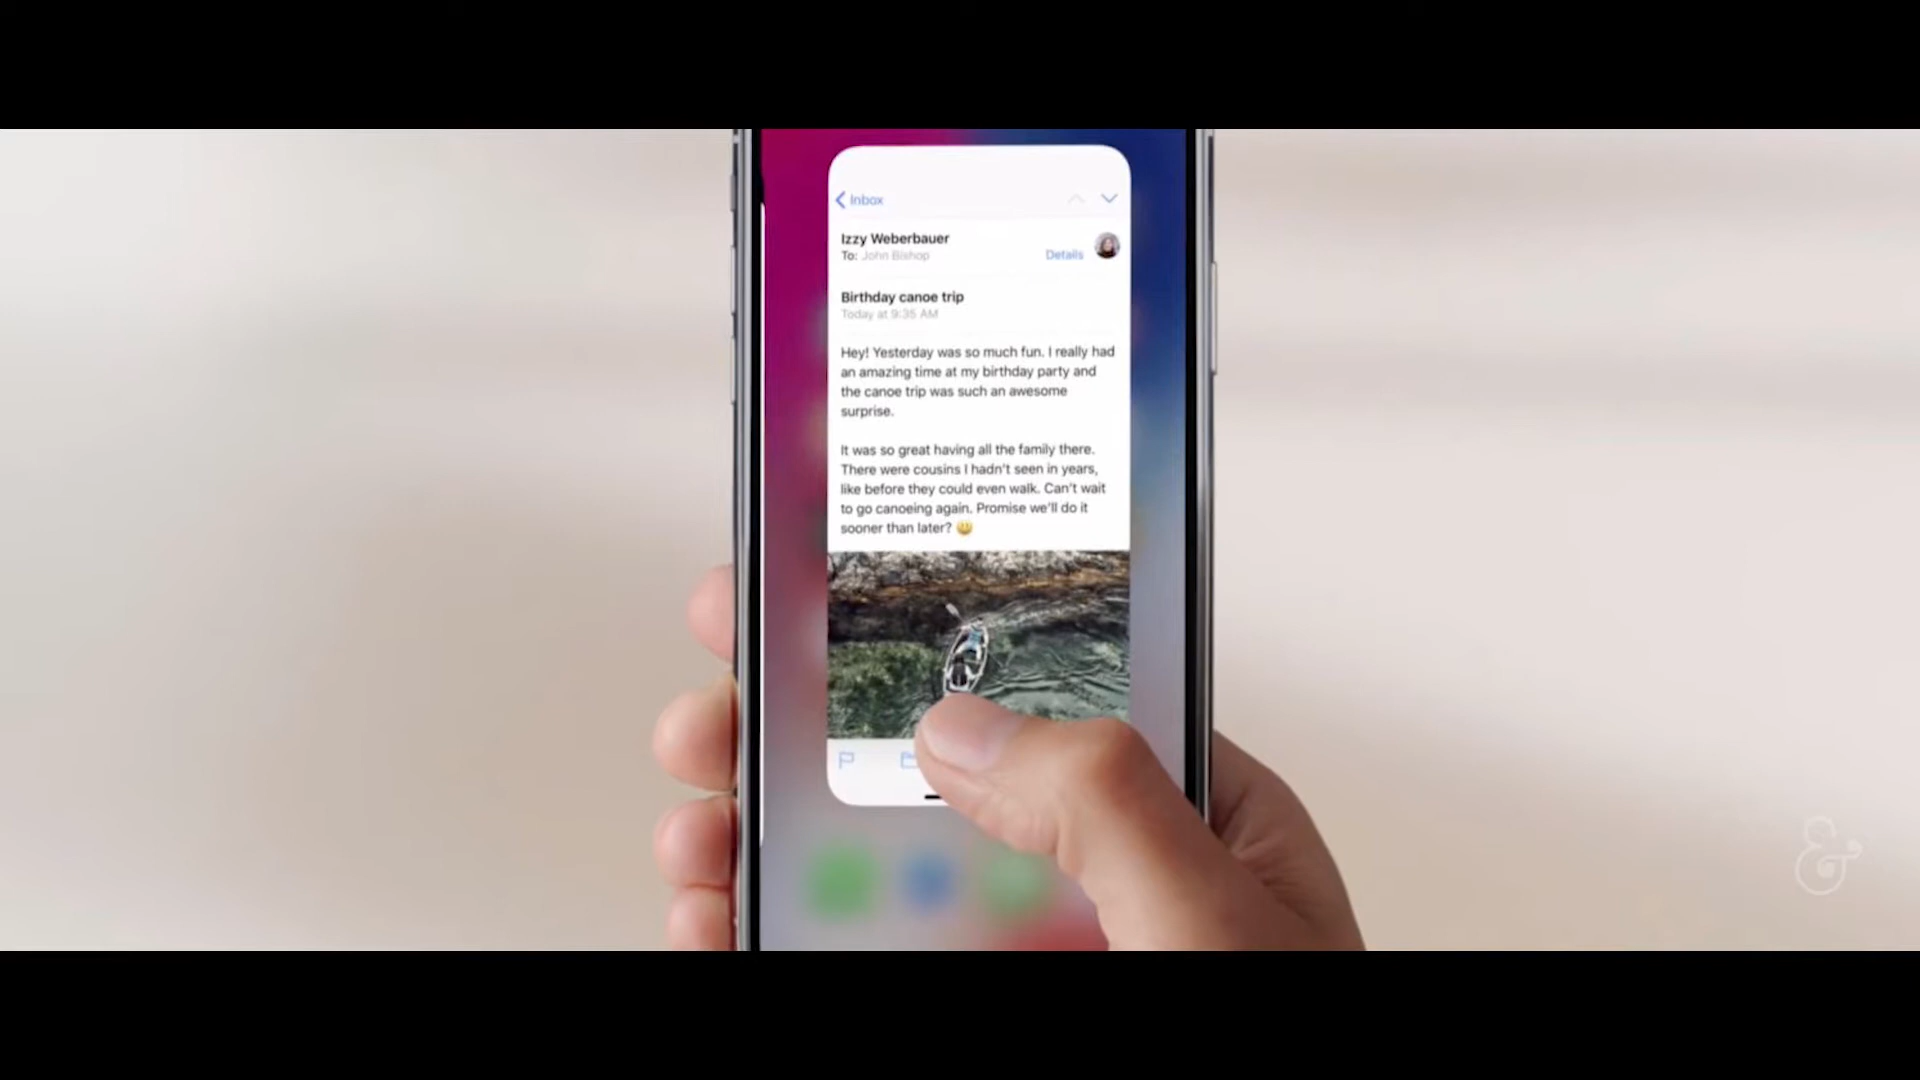 Inbox
Izzy Weberbauer
To: John Bishop
Details
Birthday canoe trip
Today at 9:35 AM
Hey! Yesterday was so much fun. I really had
an amazing time at my birthday party and
the canoe trip was such an awesome
surprise.
It was so great having all the family there.
There were cousins I hadn't seen in years,
like before they could even walk. Can't wait
to go canoeing again. Promise we'll do it
sooner than later? 😃
&